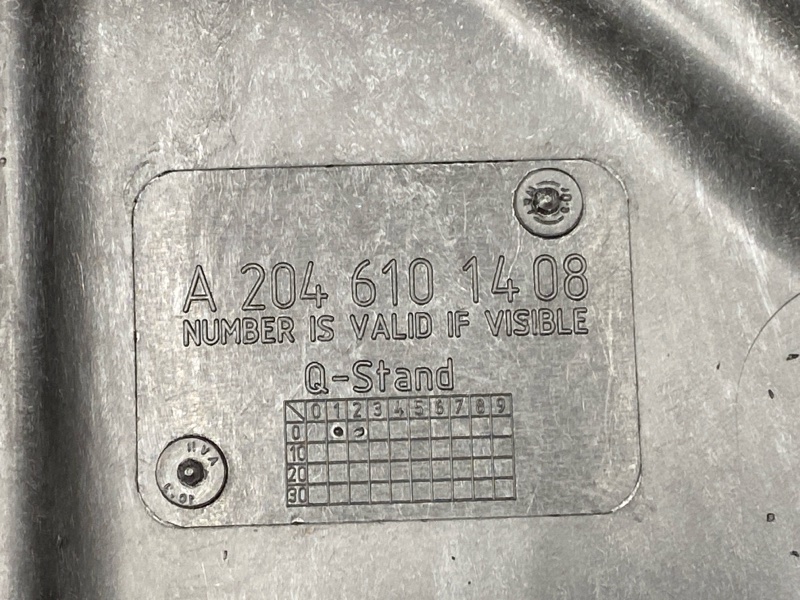 A 204 610 14 08
NUMBER IS VALID IF VISIBLE
Q-Stand
0 1 2 3 4 5 6 7 8 9
0
10
20
30